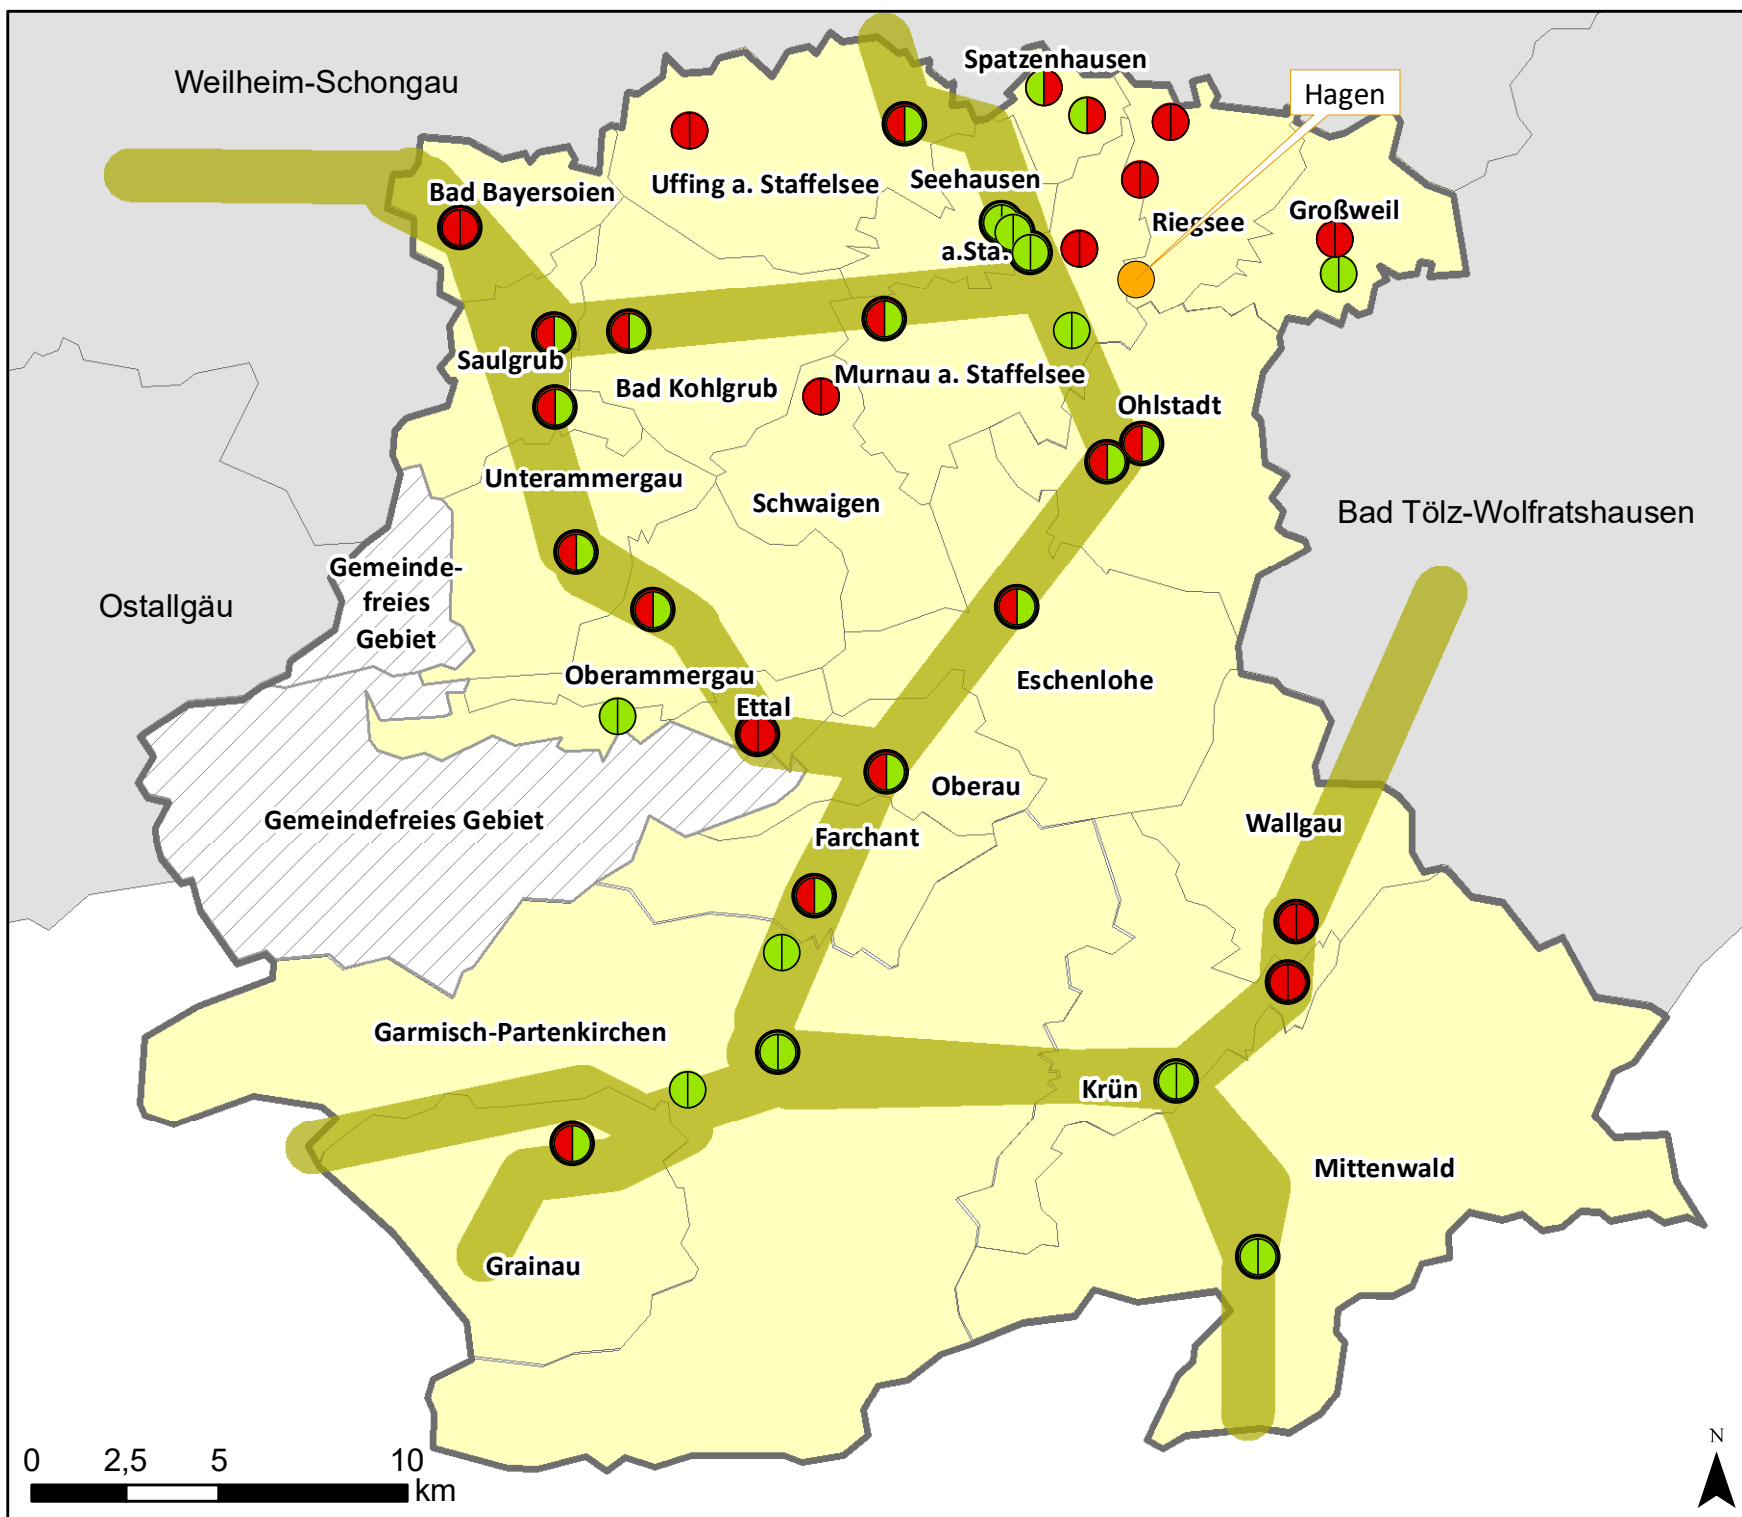 Spatzenhausen
Weilheim-Schongau
Hagen
Uffing a. Staffelsee
Seehausen
a.Sta.
Bad Bayersoien
Riegsee
Großweil
Saulgrub
Bad Kohlgrub
Murnau a. Staffelsee
Ohlstadt
Unterammergau
Schwaigen
Bad Tölz-Wolfratshausen
Gemeinde-
freies
Gebiet
Ostallgäu
Oberammergau
Ettal
Eschenlohe
Oberau
Gemeindefreies Gebiet
Farchant
Wallgau
Garmisch-Partenkirchen
Krün
Mittenwald
Grainau
0 2,5 5 10
km
N